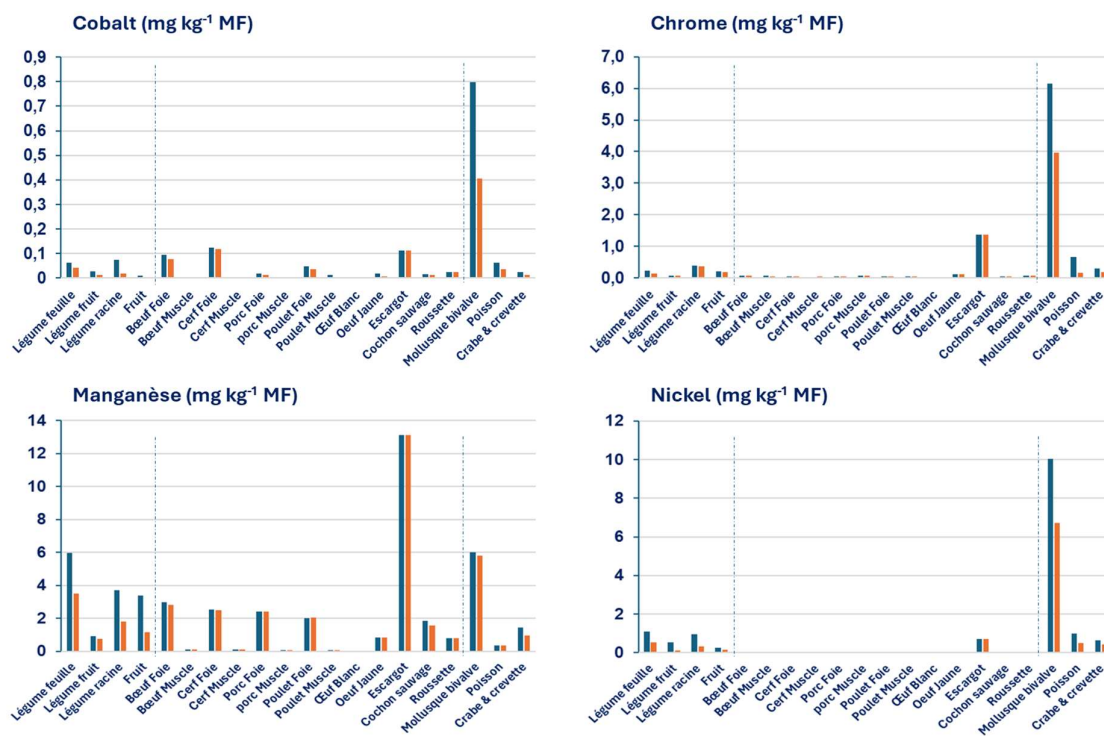 Cobalt (mg kg⁻¹ MF)
0,9
0,8
0,7
0,6
0,5
0,4
0,3
0,2
0,1
0
Légume feuille
Légume fruit
Légume racine
Fruit
Bœuf Foie
Bœuf Muscle
Cerf Foie
Cerf Muscle
Porc Foie
porc Muscle
Poulet Foie
Poulet Muscle
Œuf Blanc
Oeuf Jaune
Escargot
Cochon sauvage
Roussette
Mollusque bivalve
Poisson
Crabe & crevette
Chrome (mg kg⁻¹ MF)
7,0
6,0
5,0
4,0
3,0
2,0
1,0
0,0
Légume feuille
Légume fruit
Légume racine
Fruit
Bœuf Foie
Bœuf Muscle
Cerf Foie
Cerf Muscle
Porc Foie
porc Muscle
Poulet Foie
Poulet Muscle
Œuf Blanc
Oeuf Jaune
Escargot
Cochon sauvage
Roussette
Mollusque bivalve
Poisson
Crabe & crevette
Manganèse (mg kg⁻¹ MF)
14
12
10
8
6
4
2
0
Légume feuille
Légume fruit
Légume racine
Fruit
Bœuf Foie
Bœuf Muscle
Cerf Foie
Cerf Muscle
Porc Foie
porc Muscle
Poulet Foie
Poulet Muscle
Œuf Blanc
Oeuf Jaune
Escargot
Cochon sauvage
Roussette
Mollusque bivalve
Poisson
Crabe & crevette
Nickel (mg kg⁻¹ MF)
12
10
8
6
4
2
0
Légume feuille
Légume fruit
Légume racine
Fruit
Bœuf Foie
Bœuf Muscle
Cerf Foie
Cerf Muscle
Porc Foie
porc Muscle
Poulet Foie
Poulet Muscle
Œuf Blanc
Oeuf Jaune
Escargot
Cochon sauvage
Roussette
Mollusque bivalve
Poisson
Crabe & crevette